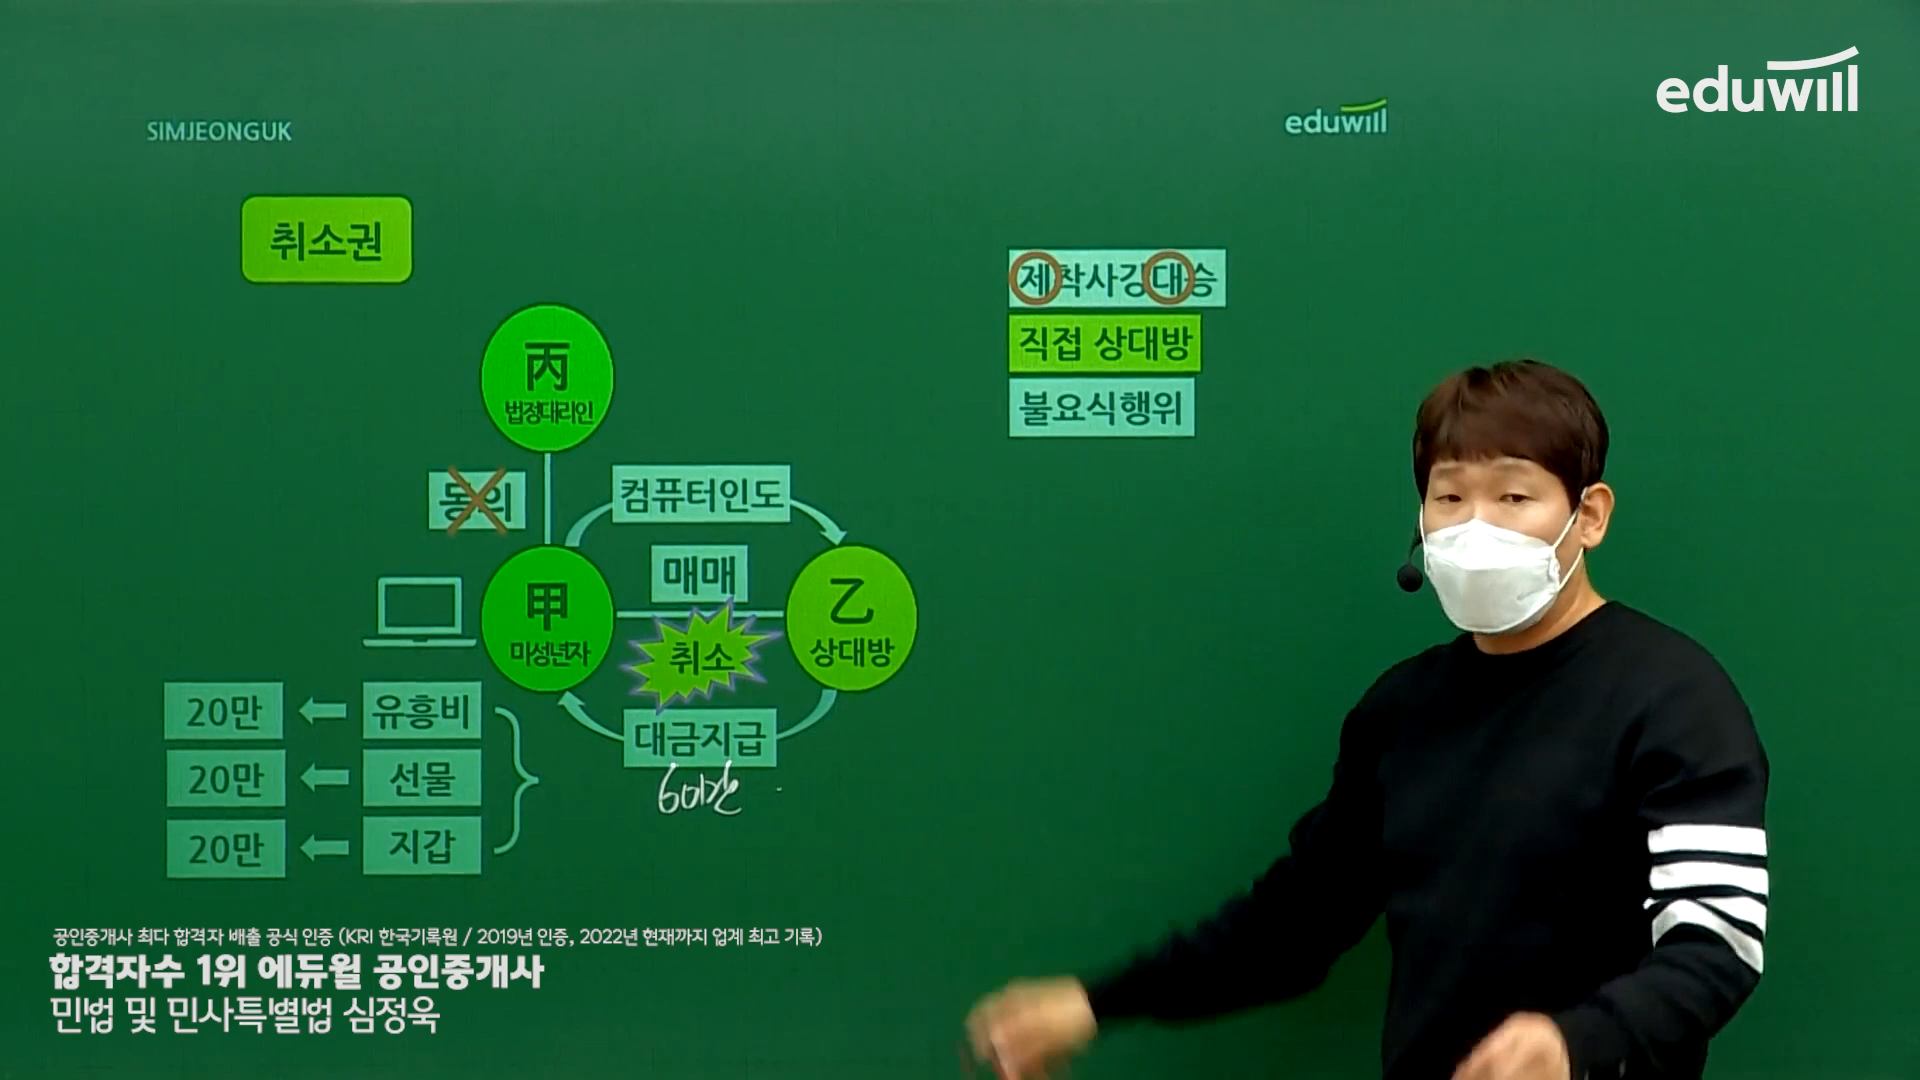 eduwill
SIMJEONGUK
eduwill
취소권
제착사강대승
직접 상대방
불요식행위
丙
법정대리인
동의
컴퓨터인도
매매
甲
미성년자
乙
상대방
취소
대금지급
60만
20만
유흥비
20만
선물
20만
지갑
공인중개사 최다 합격자 배출 공식 인증 (KRI 한국기록원 / 2019년 인증, 2022년 현재까지 업계 최고 기록)
합격자수 1위 에듀윌 공인중개사
민법 및 민사특별법 심정욱